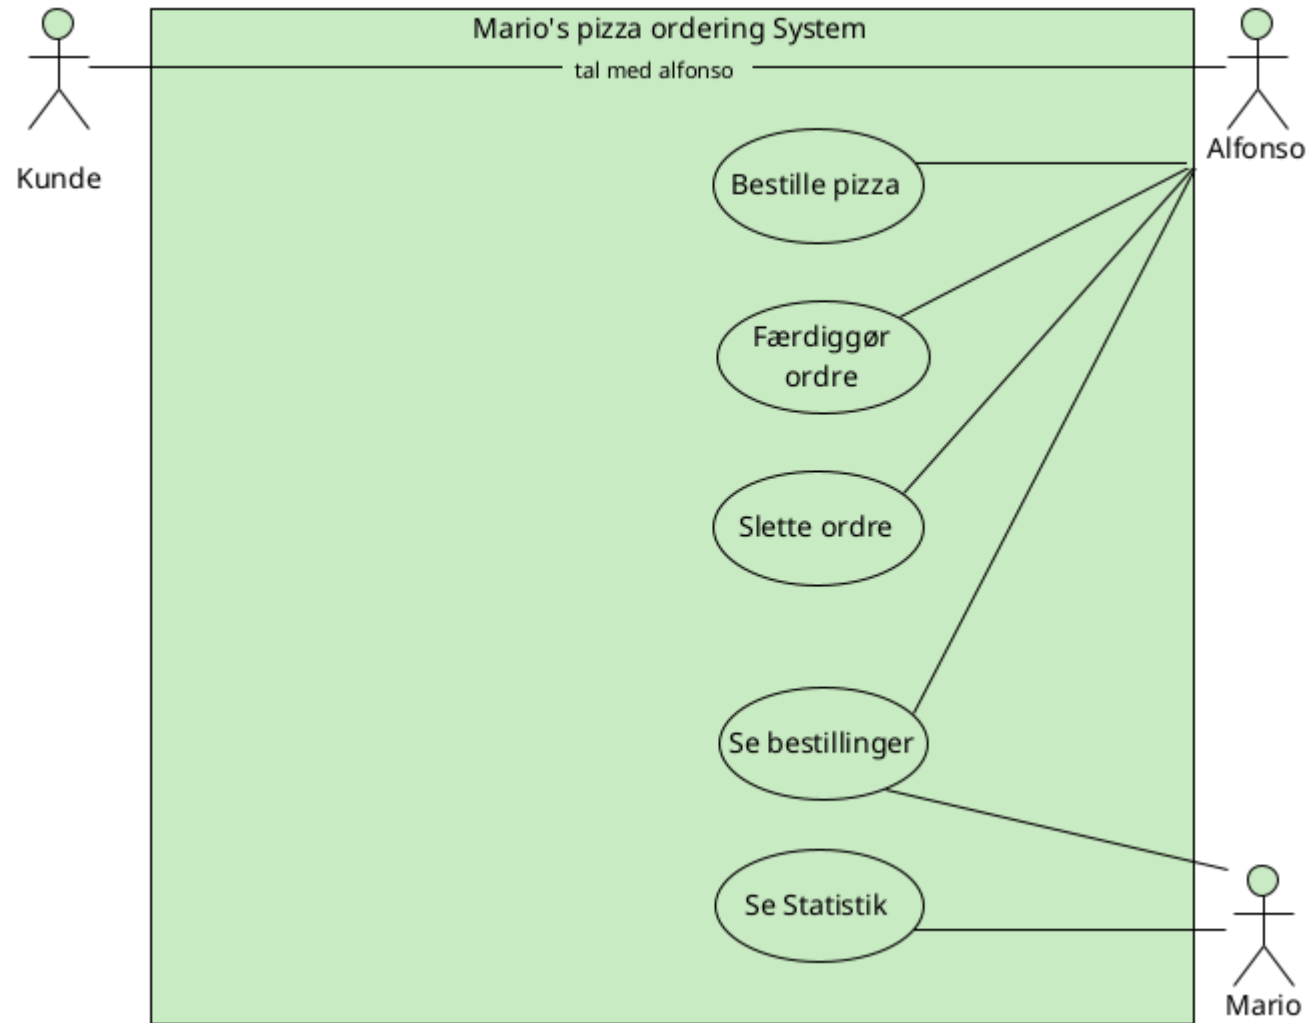 Mario's pizza ordering System
tal med alfonso
Kunde
Alfonso
Bestille pizza
Færdiggør
ordre
Slette ordre
Se bestillinger
Se Statistik
Mario